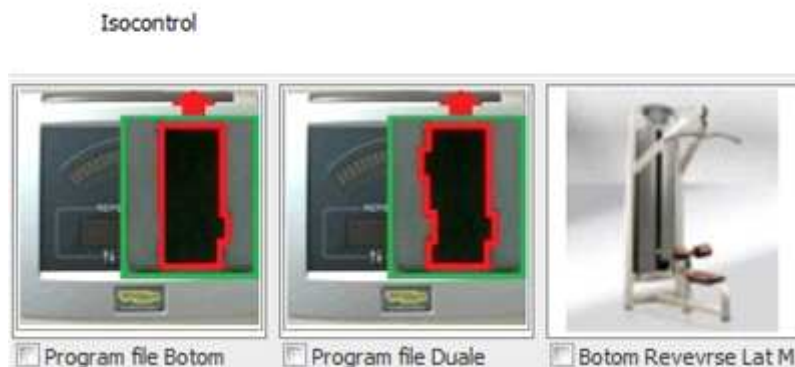 Isocontrol
Program file Botom
Program file Duale
Botom Revevrse Lat M